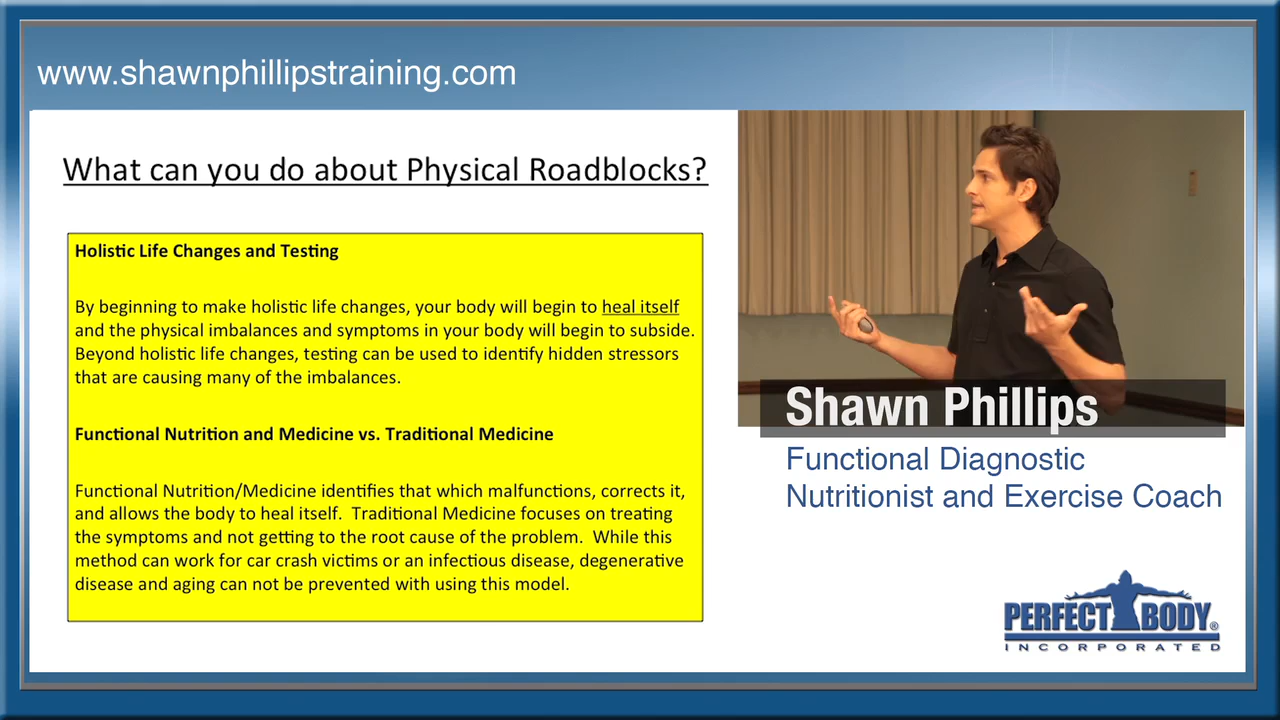 www.shawnphillipstraining.com
What can you do about Physical Roadblocks?
Holistic Life Changes and Testing
By beginning to make holistic life changes, your body will begin to heal itself
and the physical imbalances and symptoms in your body will begin to subside.
Beyond holistic life changes, testing can be used to identify hidden stressors
that are causing many of the imbalances.
Functional Nutrition and Medicine vs. Traditional Medicine
Functional Nutrition/Medicine identifies that which malfunctions, corrects it,
and allows the body to heal itself.  Traditional Medicine focuses on treating
the symptoms and not getting to the root cause of the problem.  While this
method can work for car crash victims or an infectious disease, degenerative
disease and aging can not be prevented with using this model.
Shawn Phillips
Functional Diagnostic
Nutritionist and Exercise Coach
PERFECT BODY®
INCORPORATED